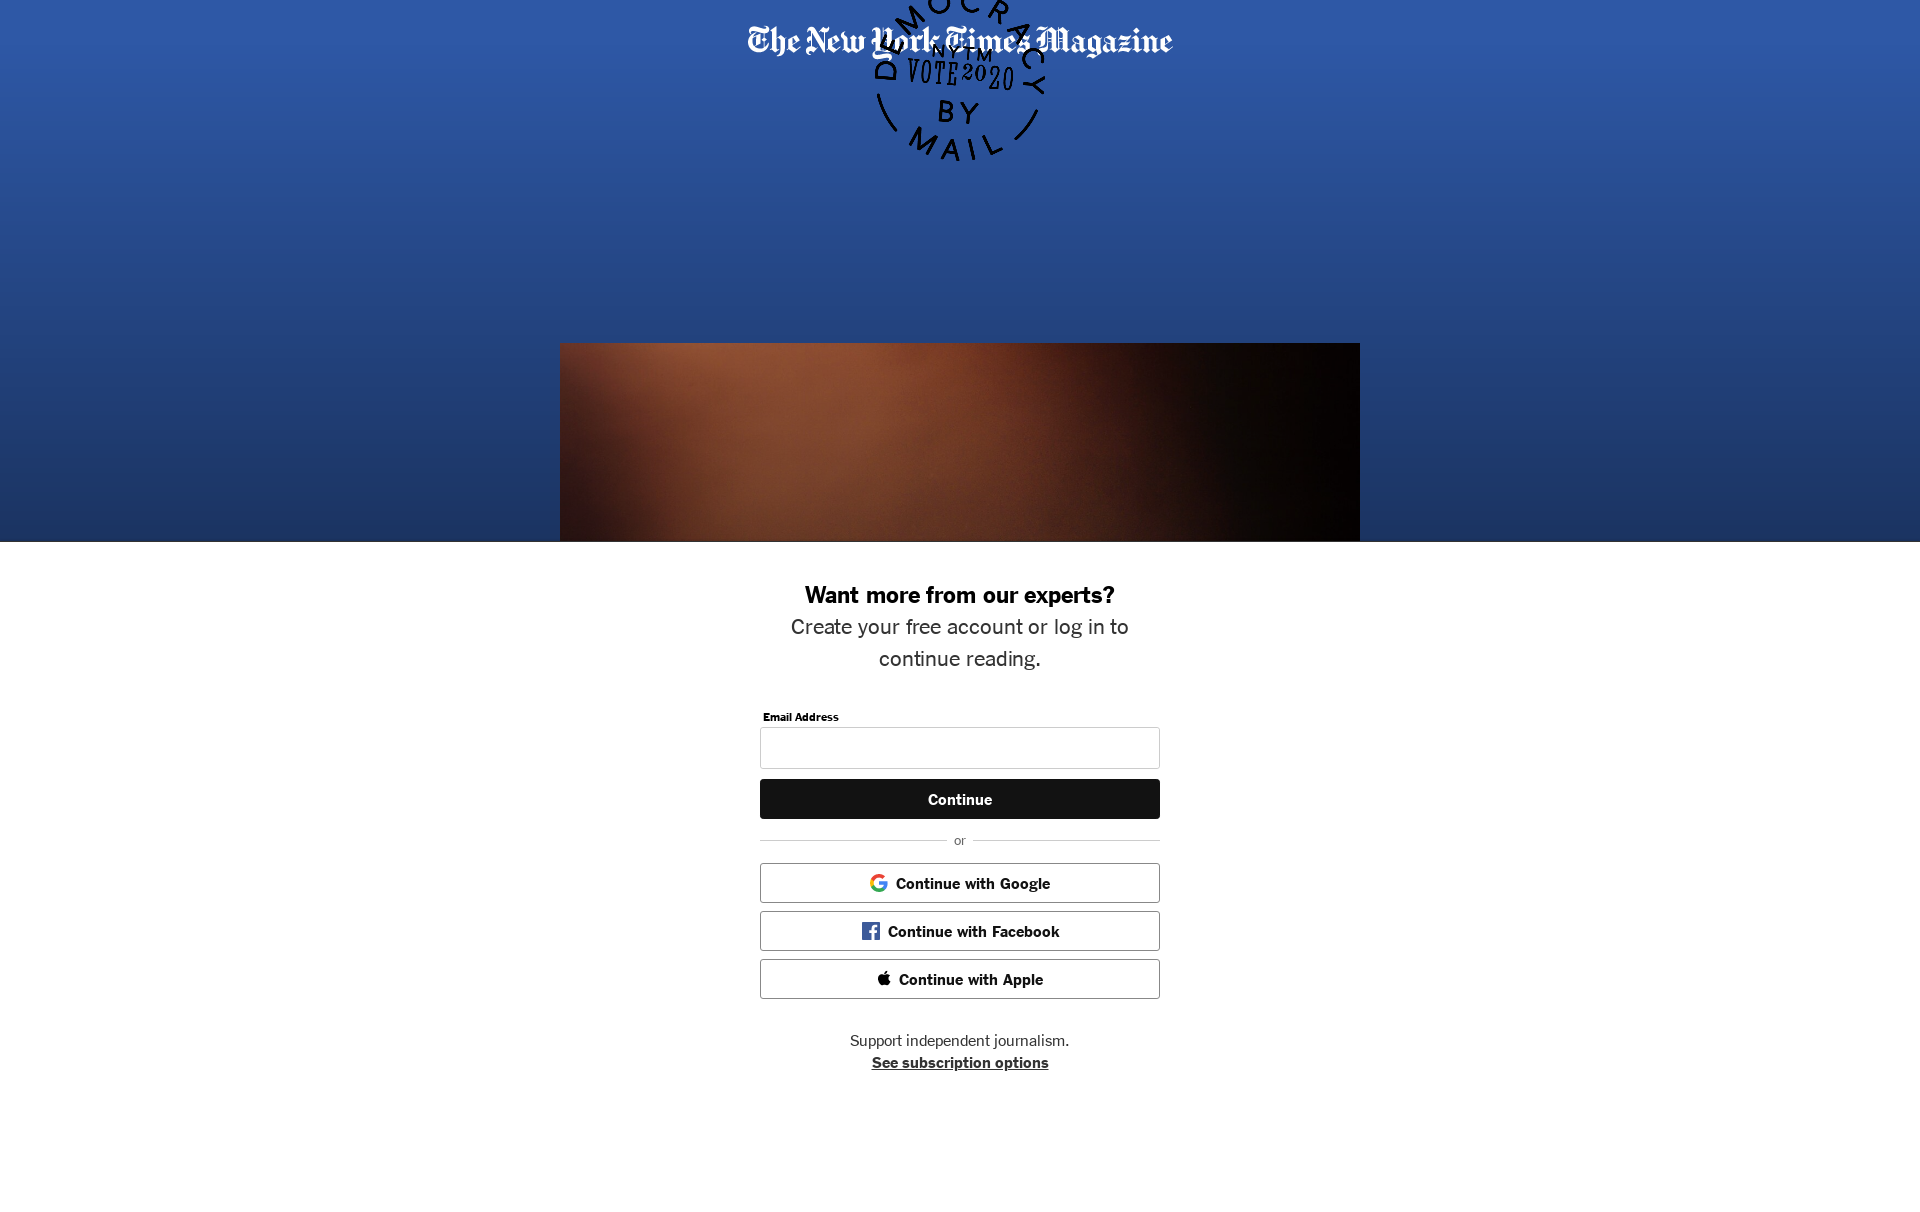 The New York Times Magazine
DEMOCRACY
NYTM
VOTE 2020
BY
MAIL
Want more from our experts?
Create your free account or log in to
continue reading.
Email Address
Continue
or
Continue with Google
Continue with Facebook
Continue with Apple
Support independent journalism.
See subscription options